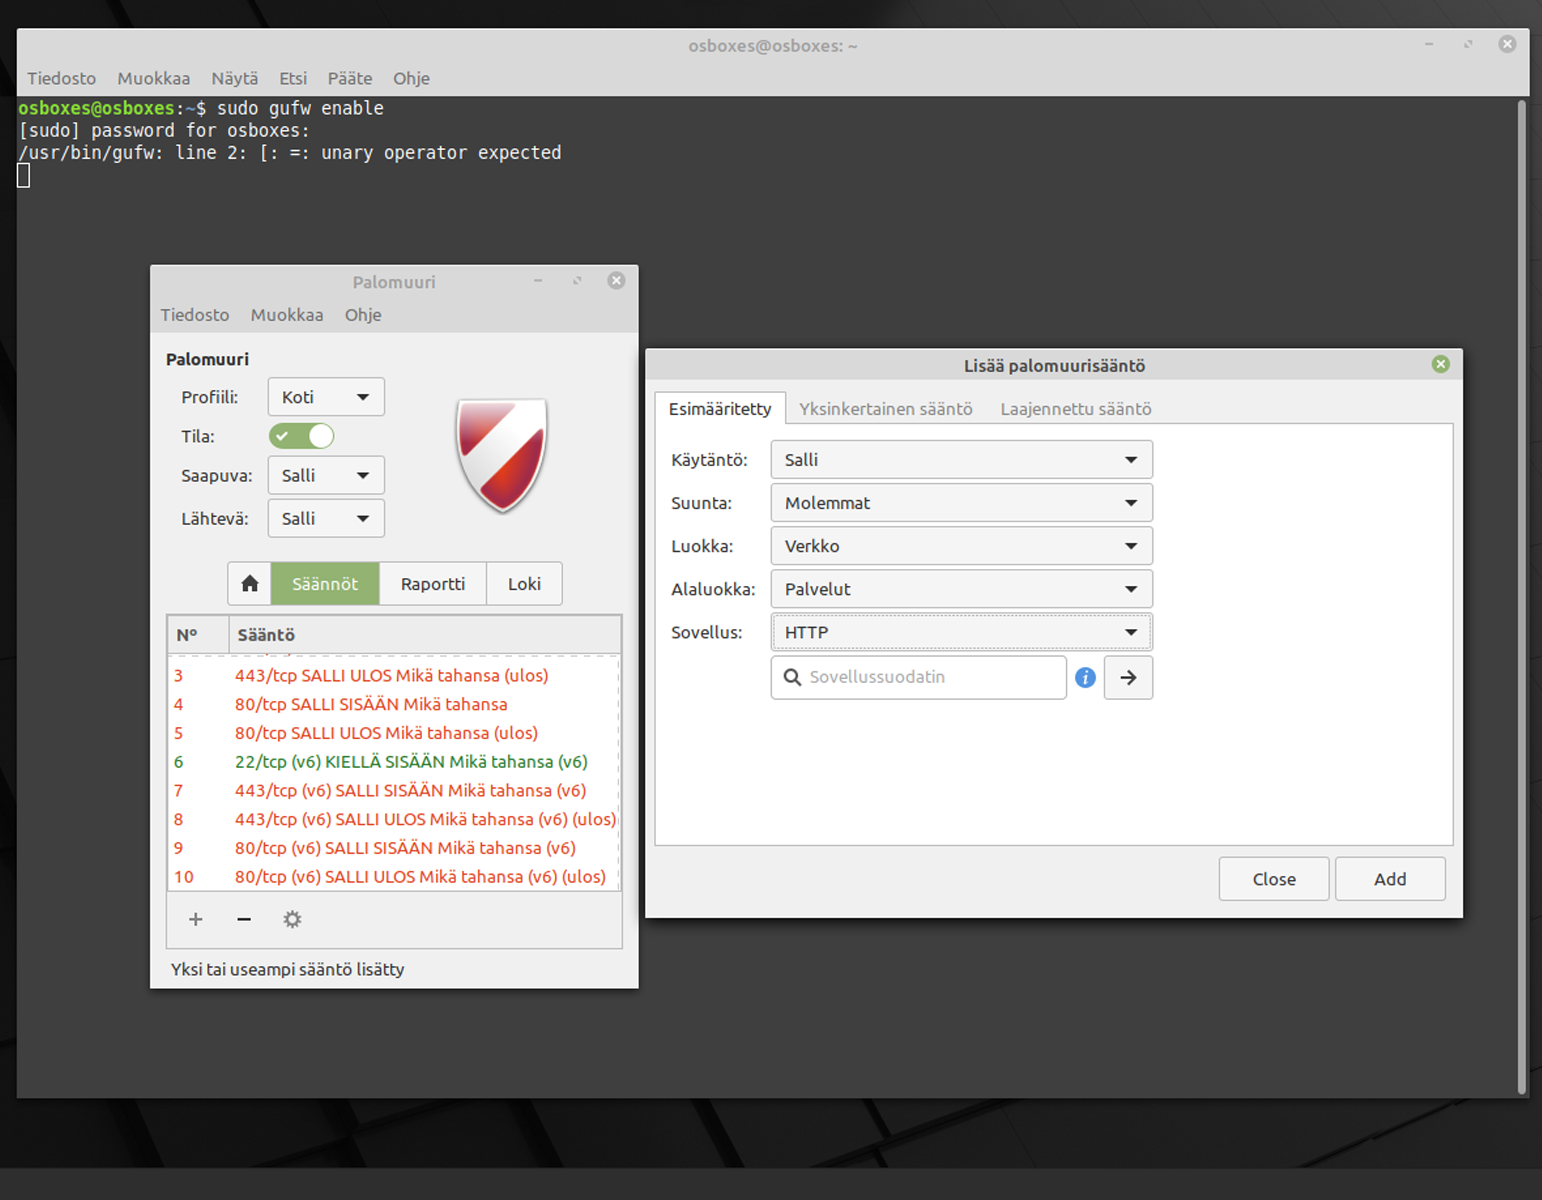 osboxes@osboxes: ~
Tiedosto Muokkaa Näytä Etsi Pääte Ohje
osboxes@osboxes:~$ sudo gufw enable
[sudo] password for osboxes:
/usr/bin/gufw: line 2: [: =: unary operator expected
Palomuuri
Tiedosto Muokkaa Ohje
Palomuuri
Profiili: Koti
Tila:
Saapuva: Salli
Lähtevä: Salli
Säännöt Raportti Loki
Nº Sääntö
3 443/tcp SALLI ULOS Mikä tahansa (ulos)
4 80/tcp SALLI SISÄÄN Mikä tahansa
5 80/tcp SALLI ULOS Mikä tahansa (ulos)
6 22/tcp (v6) KIELLÄ SISÄÄN Mikä tahansa (v6)
7 443/tcp (v6) SALLI SISÄÄN Mikä tahansa (v6)
8 443/tcp (v6) SALLI ULOS Mikä tahansa (v6) (ulos)
9 80/tcp (v6) SALLI SISÄÄN Mikä tahansa (v6)
10 80/tcp (v6) SALLI ULOS Mikä tahansa (v6) (ulos)
Yksi tai useampi sääntö lisätty
Lisää palomuurisääntö
Esimääritetty Yksinkertainen sääntö Laajennettu sääntö
Käytäntö: Salli
Suunta: Molemmat
Luokka: Verkko
Alaluokka: Palvelut
Sovellus: HTTP
Sovellussuodatin
Close Add